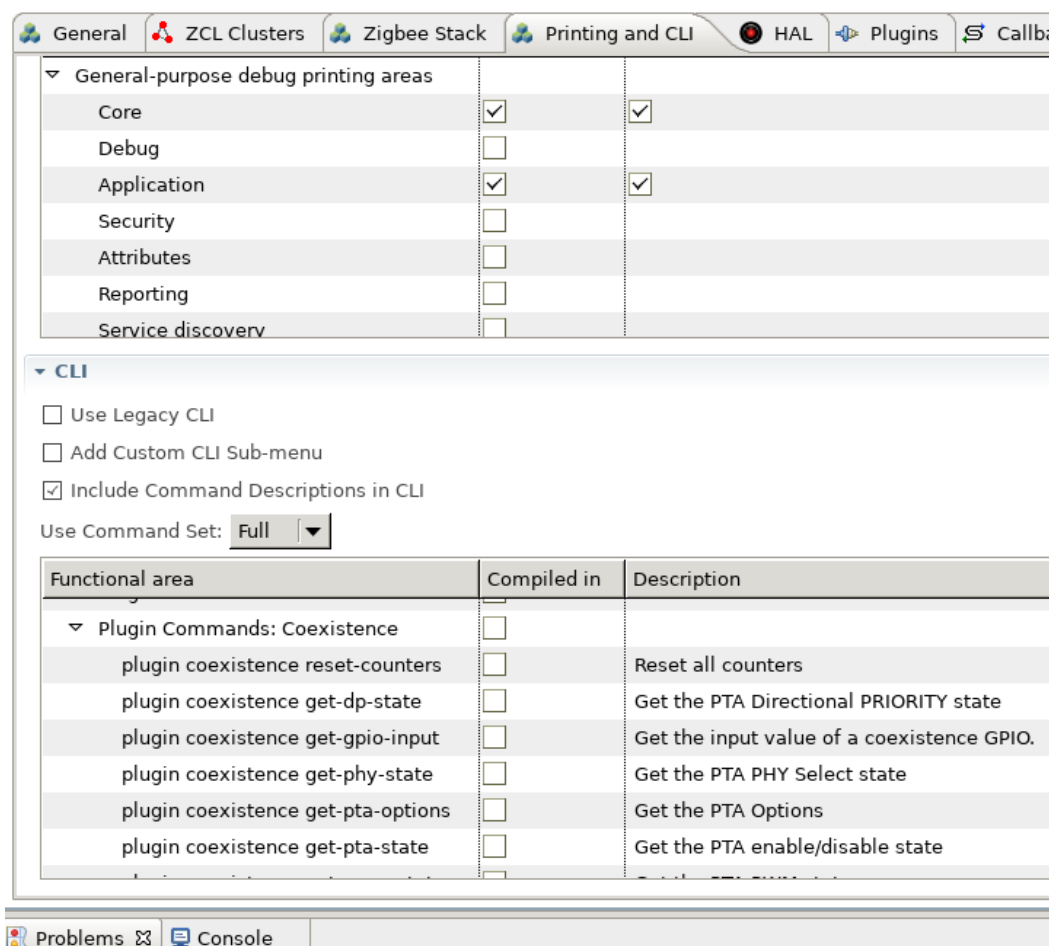 General ZCL Clusters Zigbee Stack Printing and CLI HAL Plugins Callba
General-purpose debug printing areas
Core
Debug
Application
Security
Attributes
Reporting
Service discovery
CLI
Use Legacy CLI
Add Custom CLI Sub-menu
Include Command Descriptions in CLI
Use Command Set: Full
Functional area Compiled in Description
Plugin Commands: Coexistence
plugin coexistence reset-counters Reset all counters
plugin coexistence get-dp-state Get the PTA Directional PRIORITY state
plugin coexistence get-gpio-input Get the input value of a coexistence GPIO.
plugin coexistence get-phy-state Get the PTA PHY Select state
plugin coexistence get-pta-options Get the PTA Options
plugin coexistence get-pta-state Get the PTA enable/disable state
Problems Console